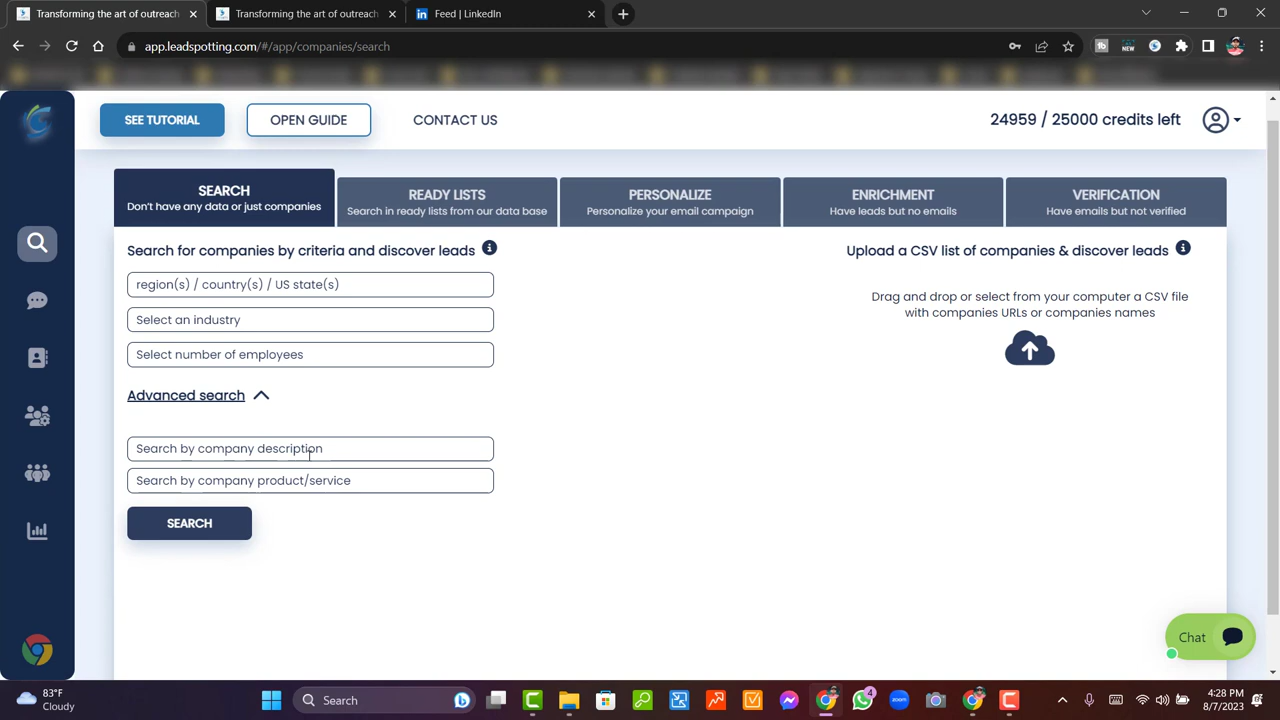 Transforming the art of outreach
Transforming the art of outreach
Feed | LinkedIn
app.leadspotting.com/#/app/companies/search
NEW
SEE TUTORIAL
OPEN GUIDE
CONTACT US
24959 / 25000 credits left
SEARCH
Don't have any data or just companies
READY LISTS
Search in ready lists from our data base
PERSONALIZE
Personalize your email campaign
ENRICHMENT
Have leads but no emails
VERIFICATION
Have emails but not verified
Search for companies by criteria and discover leads
region(s) / country(s) / US state(s)
Select an industry
Select number of employees
Advanced search
Search by company description
Search by company product/service
SEARCH
Upload a CSV list of companies & discover leads
Drag and drop or select from your computer a CSV file
with companies URLs or companies names
Chat
83°F
Cloudy
Search
4
zoom
4:28 PM
8/7/2023